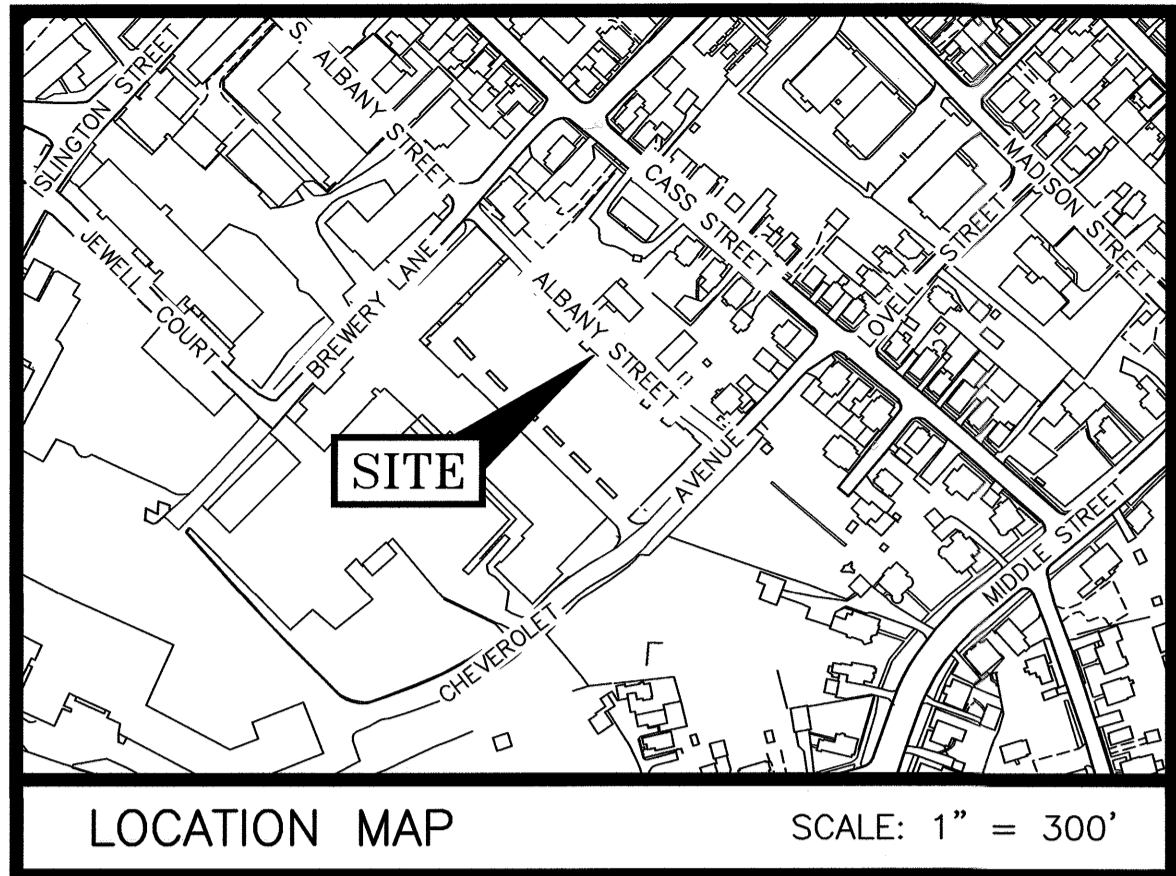 SLINGTON STREET
S. ALBANY STREET
JEWELL COURT
BREWERY LANE
CASS STREET
MADISON STREET
LOVELL STREET
ALBANY STREET
SITE
CHEVEROLET AVENUE
MIDDLE STREET
LOCATION MAP
SCALE: 1" = 300'